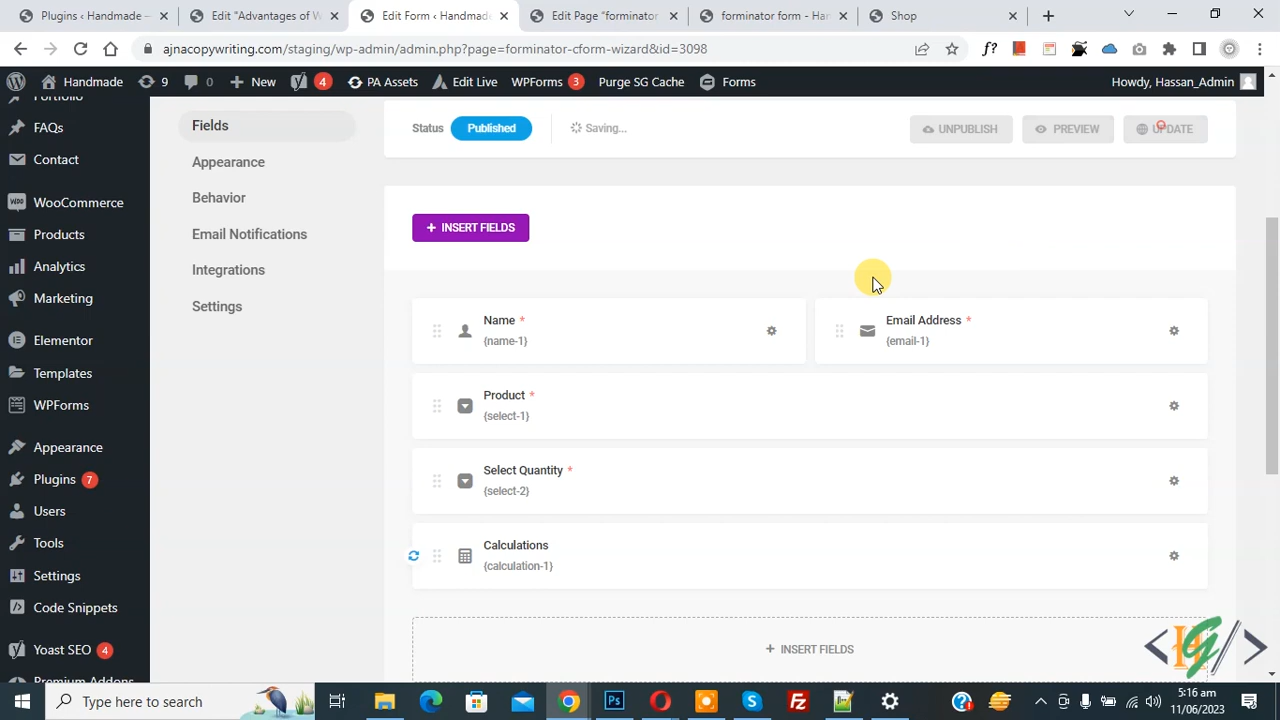 Plugins ‹ Handmade —
Edit "Advantages of W
Edit Form ‹ Handmad
Edit Page "forminator
forminator form - Han
Shop
ajnacopywriting.com/staging/wp-admin/admin.php?page=forminator-cform-wizard&id=3098
Handmade
9
0
New
4
PA Assets
Edit Live
WPForms 3
Purge SG Cache
Forms
Howdy, Hassan_Admin
Portfolio
FAQs
Contact
WooCommerce
Products
Analytics
Marketing
Elementor
Templates
WPForms
Appearance
Plugins 7
Users
Tools
Settings
Code Snippets
Yoast SEO 4
Premium Addons
Fields
Appearance
Behavior
Email Notifications
Integrations
Settings
Status Published Saving...
UNPUBLISH
PREVIEW
UPDATE
+ INSERT FIELDS
Name *
{name-1}
Email Address *
{email-1}
Product *
{select-1}
Select Quantity *
{select-2}
Calculations
{calculation-1}
+ INSERT FIELDS
Type here to search
5:16 am
11/06/2023